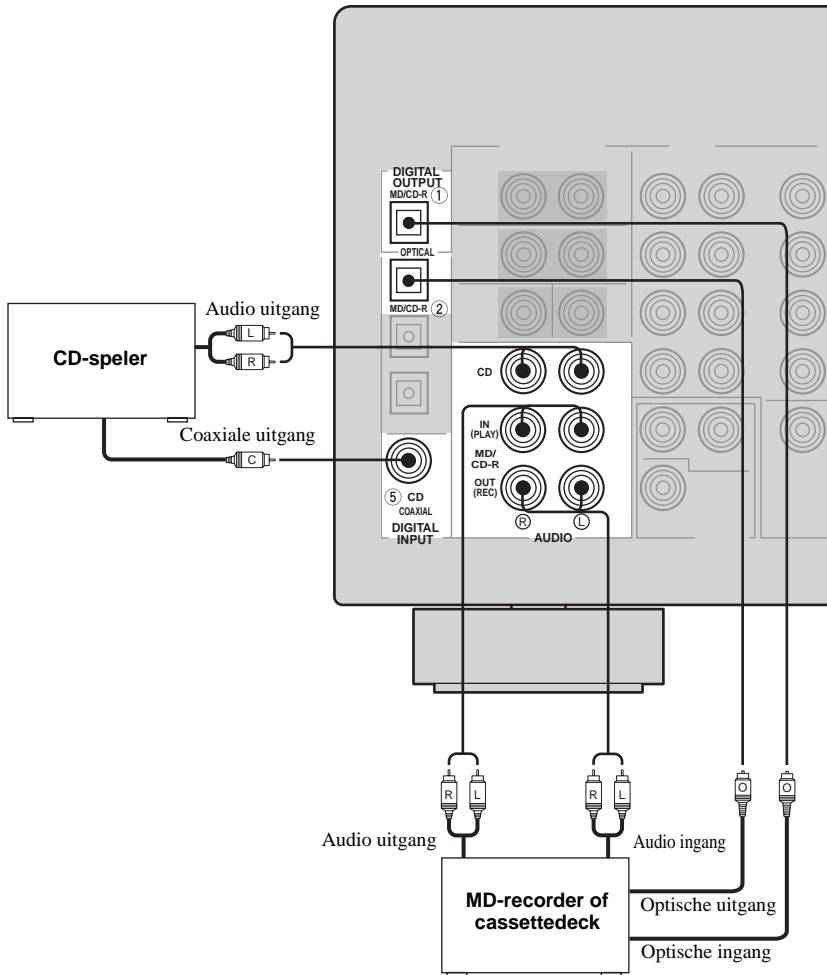 DIGITAL
OUTPUT
MD/CD-R ①
OPTICAL
MD/CD-R ②
Audio uitgang
L
R
CD-speler
CD
Coaxiale uitgang
C
IN
(PLAY)
MD/
CD-R
OUT
(REC)
⑤ CD
COAXIAL
DIGITAL
INPUT
Ⓡ Ⓛ
AUDIO
R L
R L
O O
Audio uitgang
Audio ingang
MD-recorder of
cassettedeck
Optische uitgang
Optische ingang